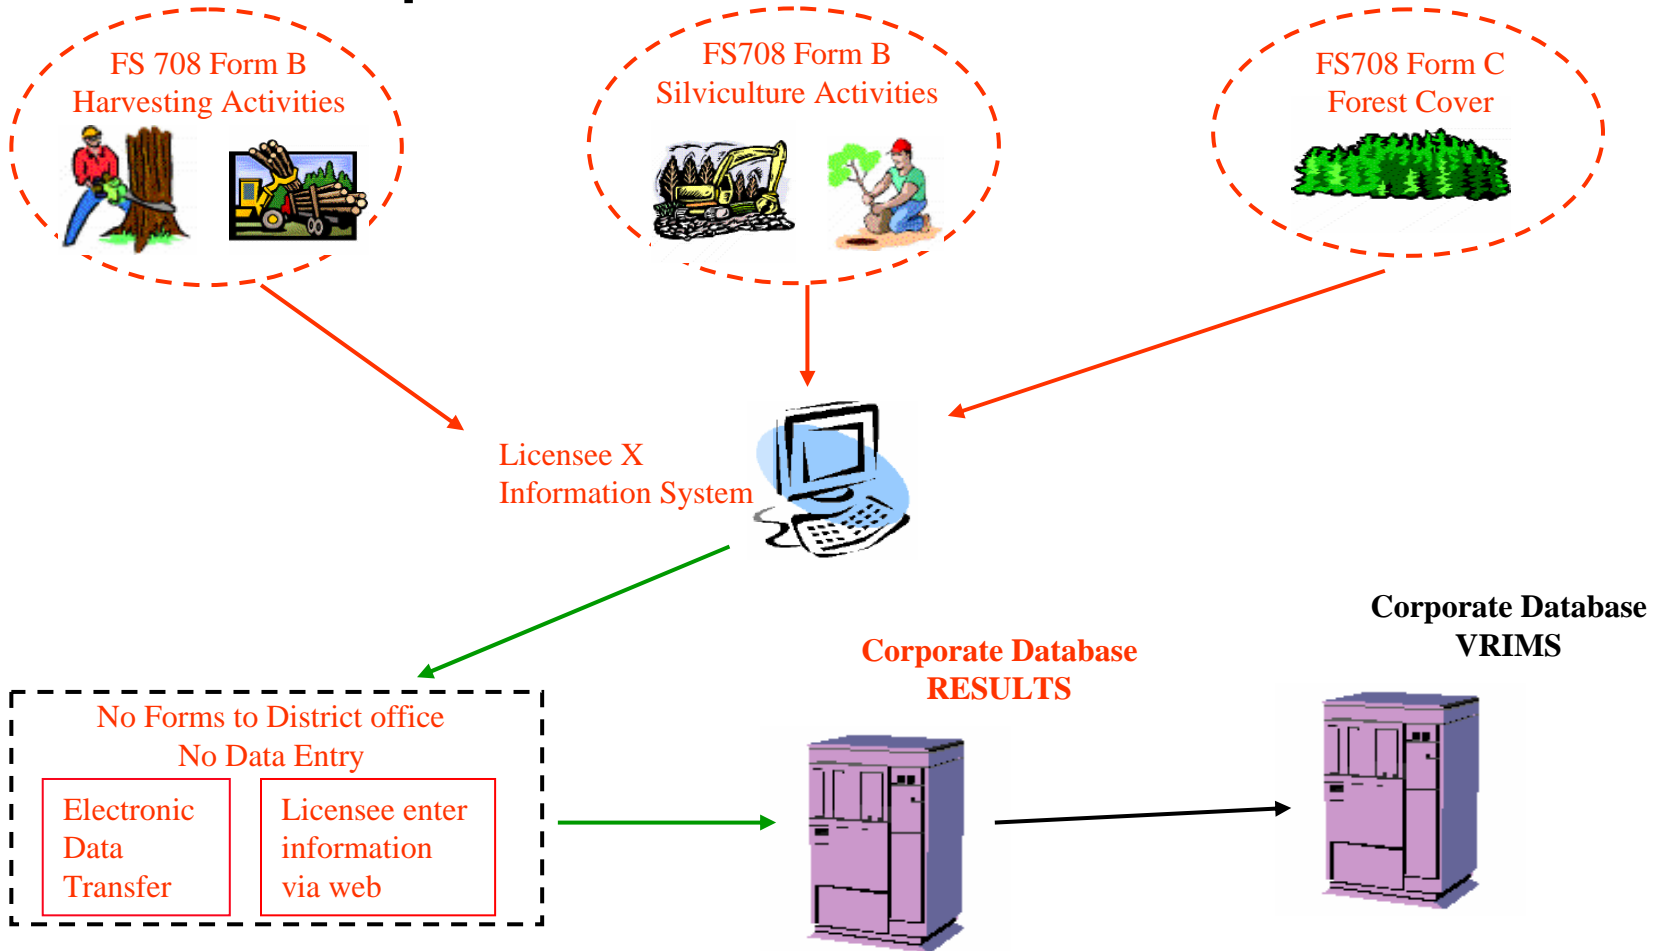 FS 708 Form B
Harvesting Activities
FS708 Form B
Silviculture Activities
FS708 Form C
Forest Cover
Licensee X
Information System
Corporate Database
VRIMS
Corporate Database
RESULTS
No Forms to District office
No Data Entry
Electronic
Data
Transfer
Licensee enter
information
via web